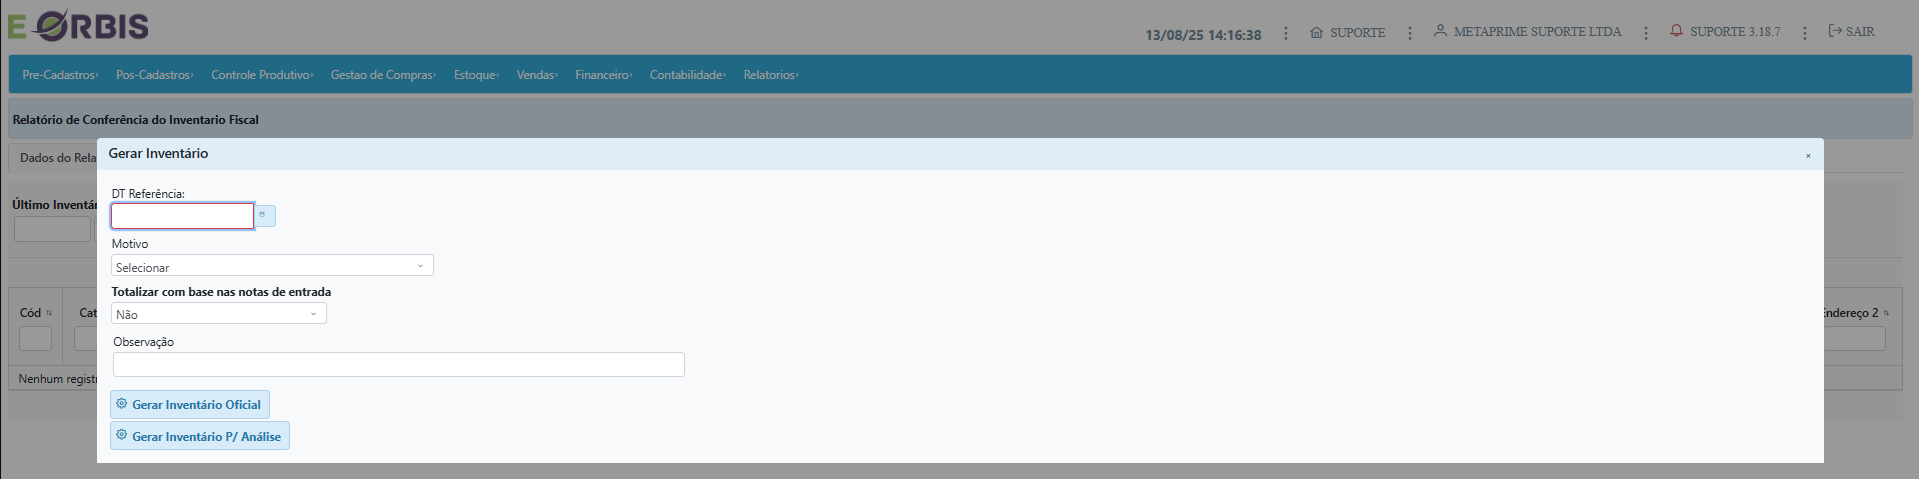 E ORBIS
13/08/25 14:16:38
SUPORTE
METAPRIME SUPORTE LTDA
SUPORTE 3.18.7
SAIR
Pre-Cadastros
Pos-Cadastros
Controle Produtivo
Gestao de Compras
Estoque
Vendas
Financeiro
Contabilidade
Relatorios
Relatório de Conferência do Inventario Fiscal
Gerar Inventário
Dados do Rela
DT Referência:
Último Inventár
Motivo
Selecionar
Totalizar com base nas notas de entrada
Não
Cód
Cat
Endereço 2
Observação
Nenhum registr
Gerar Inventário Oficial
Gerar Inventário P/ Análise